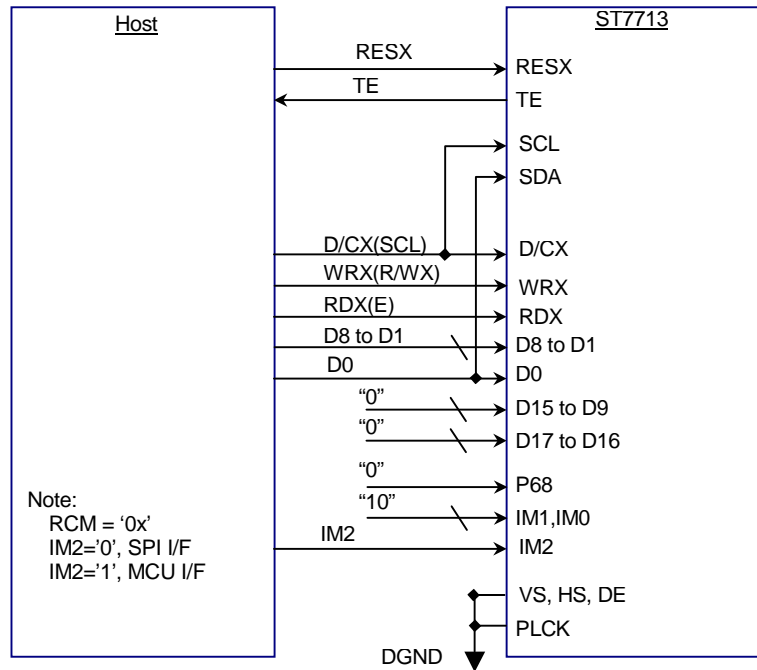 Host
ST7713
RESX
RESX
TE
TE
SCL
SDA
D/CX(SCL)
D/CX
WRX(R/WX)
WRX
RDX(E)
RDX
D8 to D1
D8 to D1
D0
D0
“0”
D15 to D9
“0”
D17 to D16
“0”
P68
“10”
IM1,IM0
IM2
IM2
Note:
RCM = ‘0x’
IM2='0', SPI I/F
IM2='1', MCU I/F
VS, HS, DE
PLCK
DGND